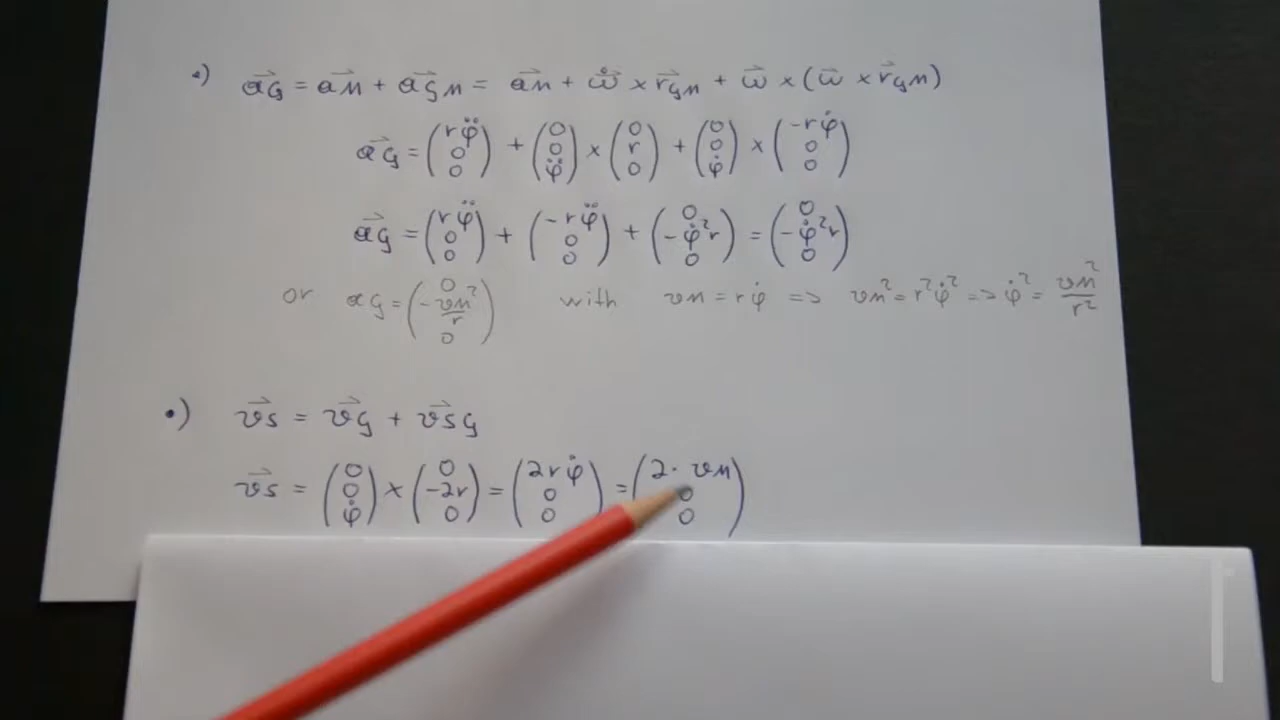 •) a⃗G = a⃗M + a⃗GM = a⃗M + ω⃗̇ × r⃗GM + ω⃗ × (ω⃗ × r⃗GM)
a⃗G = (rφ̈ 0 0) + (0 0 φ̈) × (0 r 0) + (0 0 φ̇) × (-rφ̇ 0 0)
a⃗G = (rφ̈ 0 0) + (-rφ̈ 0 0) + (0 -φ̇²r 0) = (0 -φ̇²r 0)
or aG = (0 -vM²/r 0) with vM = rφ̇ => vM² = r²φ̇² => φ̇² = vM²/r²
•) v⃗S = v⃗G + v⃗SG
v⃗S = (0 0 φ̇) × (0 -2r 0) = (2rφ̇ 0 0) = (2·vM 0 0)